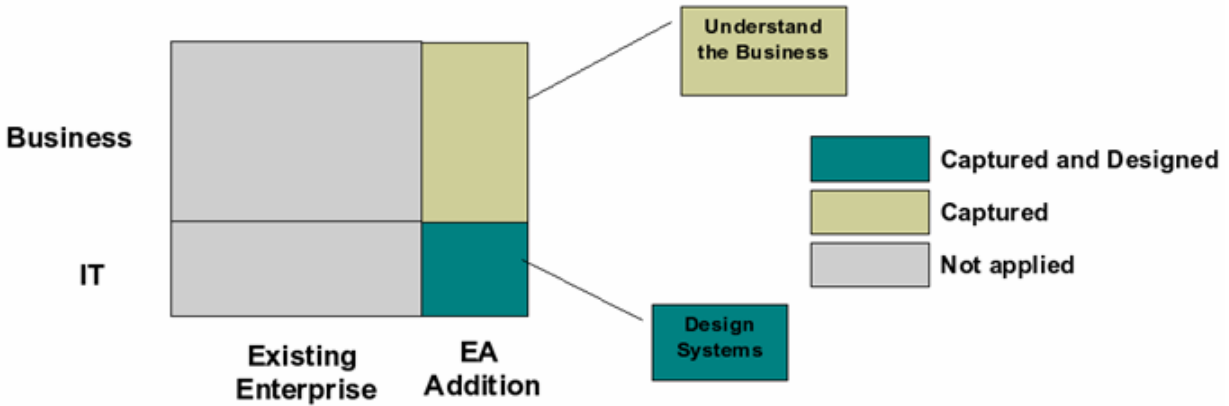 Understand
the Business
Business
Captured and Designed
Captured
Not applied
IT
Design
Systems
Existing
Enterprise
EA
Addition